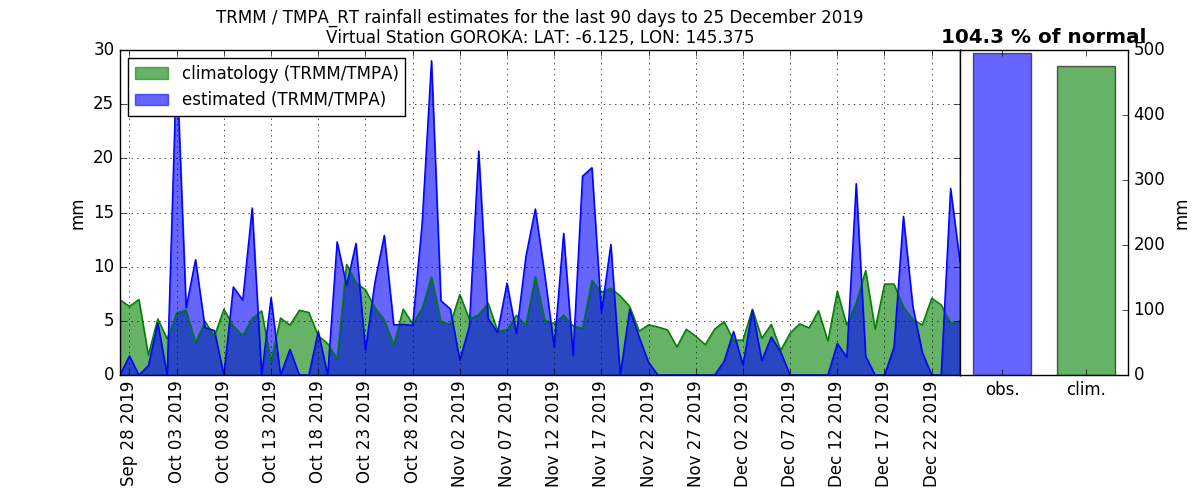 TRMM / TMPA_RT rainfall estimates for the last 90 days to 25 December 2019
Virtual Station GOROKA: LAT: -6.125, LON: 145.375
104.3 % of normal
climatology (TRMM/TMPA)
estimated (TRMM/TMPA)
30
25
20
15
10
5
0
mm
Sep 28 2019
Oct 03 2019
Oct 08 2019
Oct 13 2019
Oct 18 2019
Oct 23 2019
Oct 28 2019
Nov 02 2019
Nov 07 2019
Nov 12 2019
Nov 17 2019
Nov 22 2019
Nov 27 2019
Dec 02 2019
Dec 07 2019
Dec 12 2019
Dec 17 2019
Dec 22 2019
obs.
clim.
500
400
300
200
100
0
mm